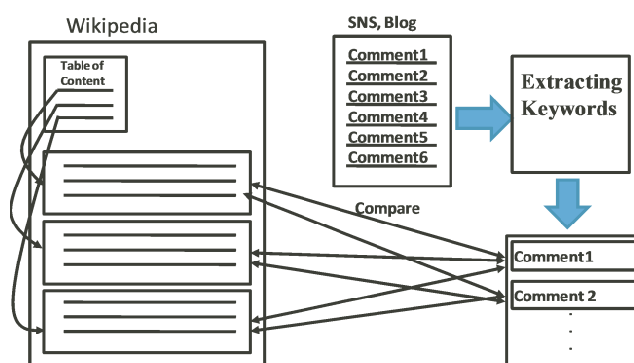 Wikipedia
Table of
Content
SNS, Blog
Comment1
Comment2
Comment3
Comment4
Comment5
Comment6
Extracting
Keywords
Compare
Comment1
Comment 2